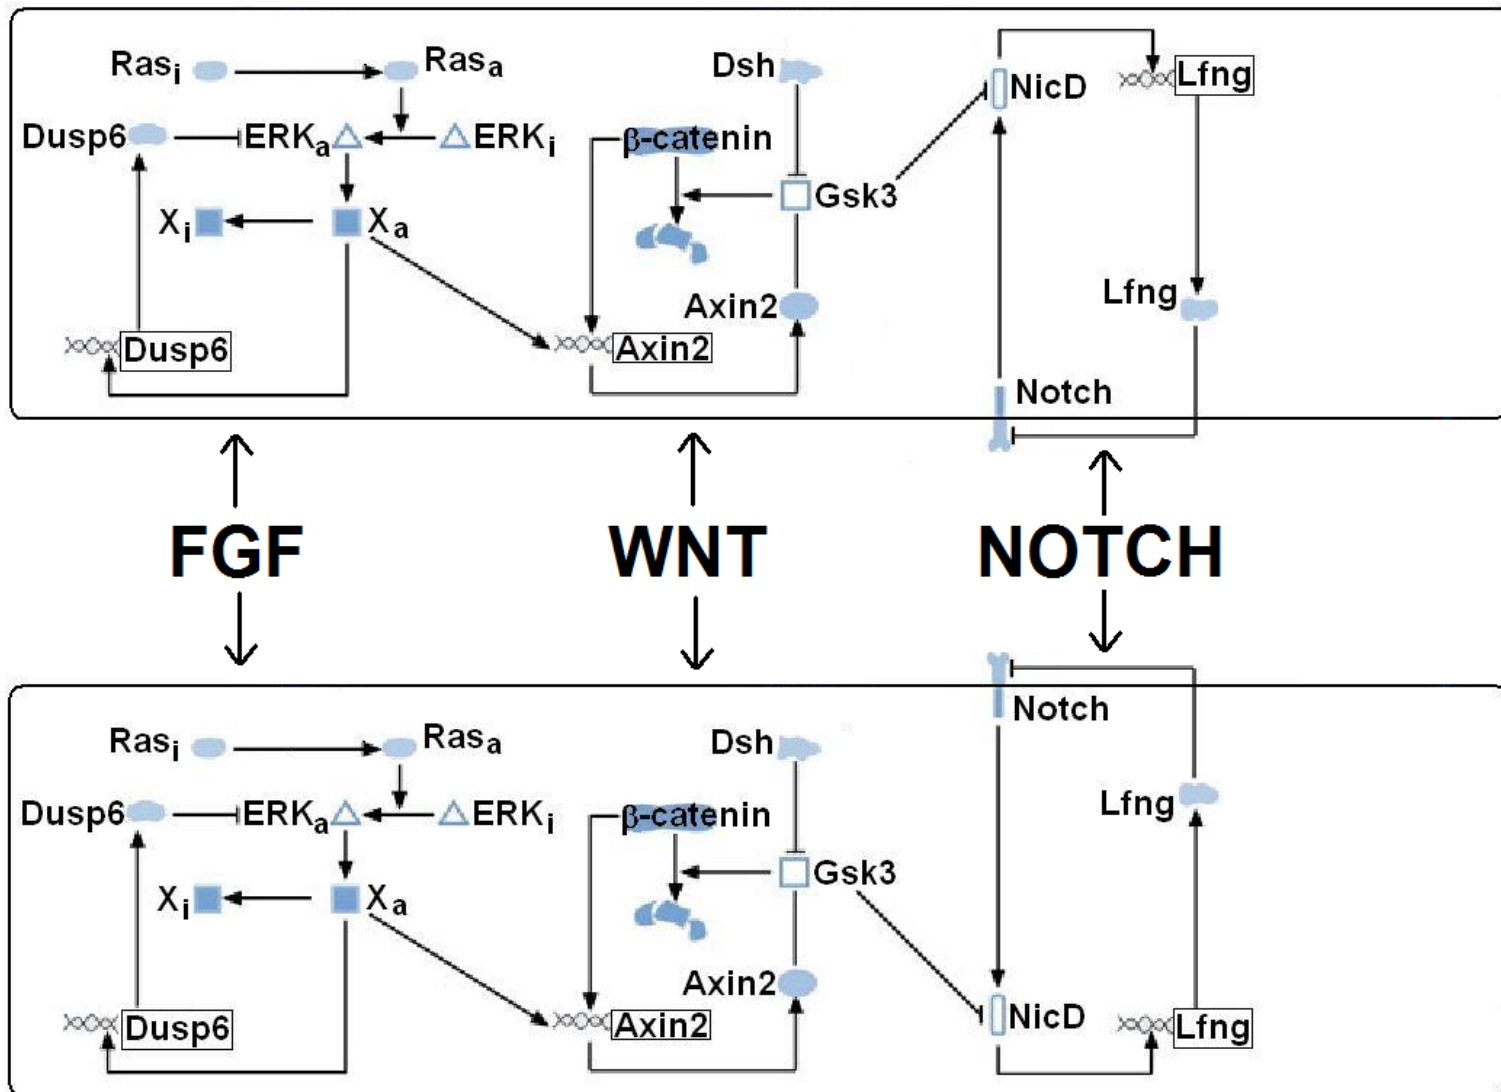 Rasi Rasa Dsh NicD Lfng
Dusp6 ERKa ERKi β-catenin
Gsk3
Xi Xa
Axin2 Lfng
Dusp6 Axin2
Notch
FGF WNT NOTCH
Notch
Rasi Rasa Dsh
Dusp6 ERKa ERKi β-catenin Lfng
Gsk3
Xi Xa
Axin2
NicD
Dusp6 Axin2 Lfng